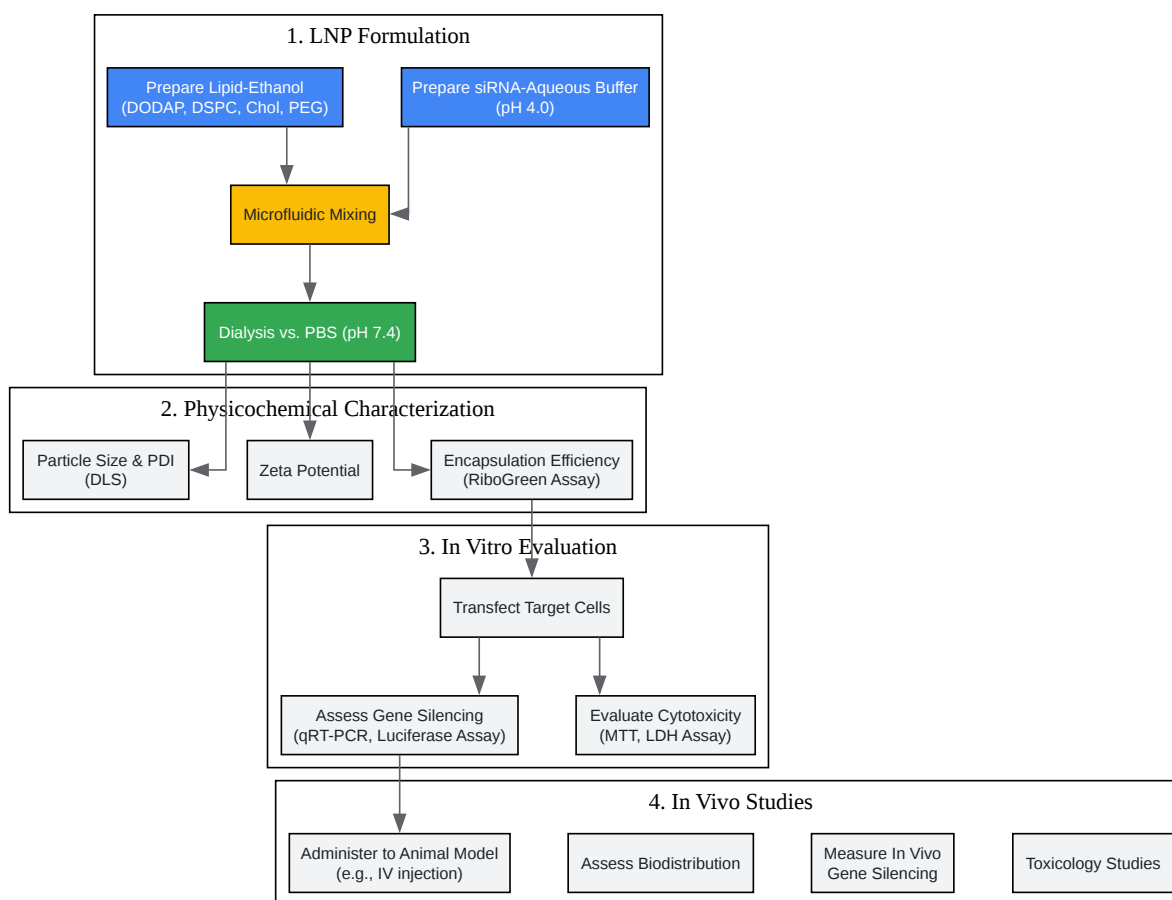 1. LNP Formulation
Prepare Lipid-Ethanol
(DODAP, DSPC, Chol, PEG)
Prepare siRNA-Aqueous Buffer
(pH 4.0)
Microfluidic Mixing
Dialysis vs. PBS (pH 7.4)
2. Physicochemical Characterization
Particle Size & PDI
(DLS)
Zeta Potential
Encapsulation Efficiency
(RiboGreen Assay)
3. In Vitro Evaluation
Transfect Target Cells
Assess Gene Silencing
(qRT-PCR, Luciferase Assay)
Evaluate Cytotoxicity
(MTT, LDH Assay)
4. In Vivo Studies
Administer to Animal Model
(e.g., IV injection)
Assess Biodistribution
Measure In Vivo
Gene Silencing
Toxicology Studies